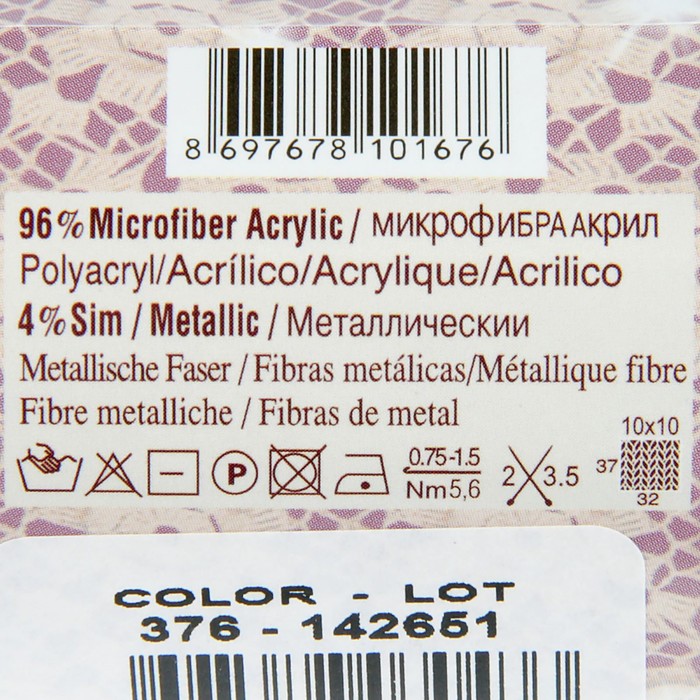 8 697678 101676
96% Microfiber Acrylic / МИКРОФИБРА АКРИЛ
Polyacryl/Acrílico/Acrylique/Acrilico
4% Sim / Metallic / Металлически
Metallische Faser / Fibras metálicas/Métallique fibre
Fibre metalliche / Fibras de metal
P 0.75-1.5 Nm5,6 2 3.5 10x10 37 32
COLOR - LOT
376 - 142651